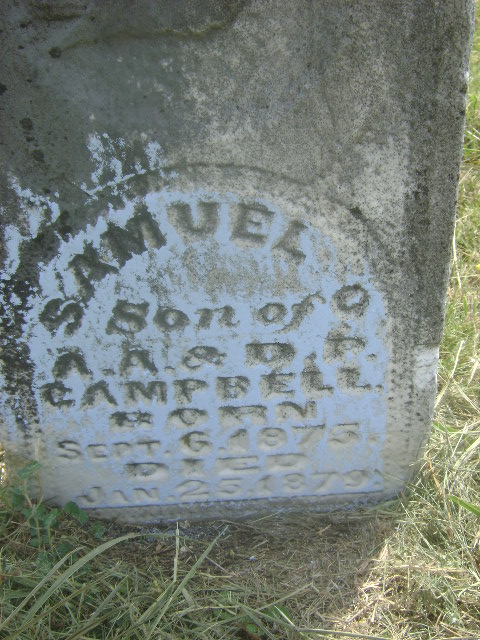 SAMUEL O
Son of
A. A. & D. P.
CAMPBELL.
BORN
SEPT. 6. 1875.
DIED
JAN. 25. 1879.